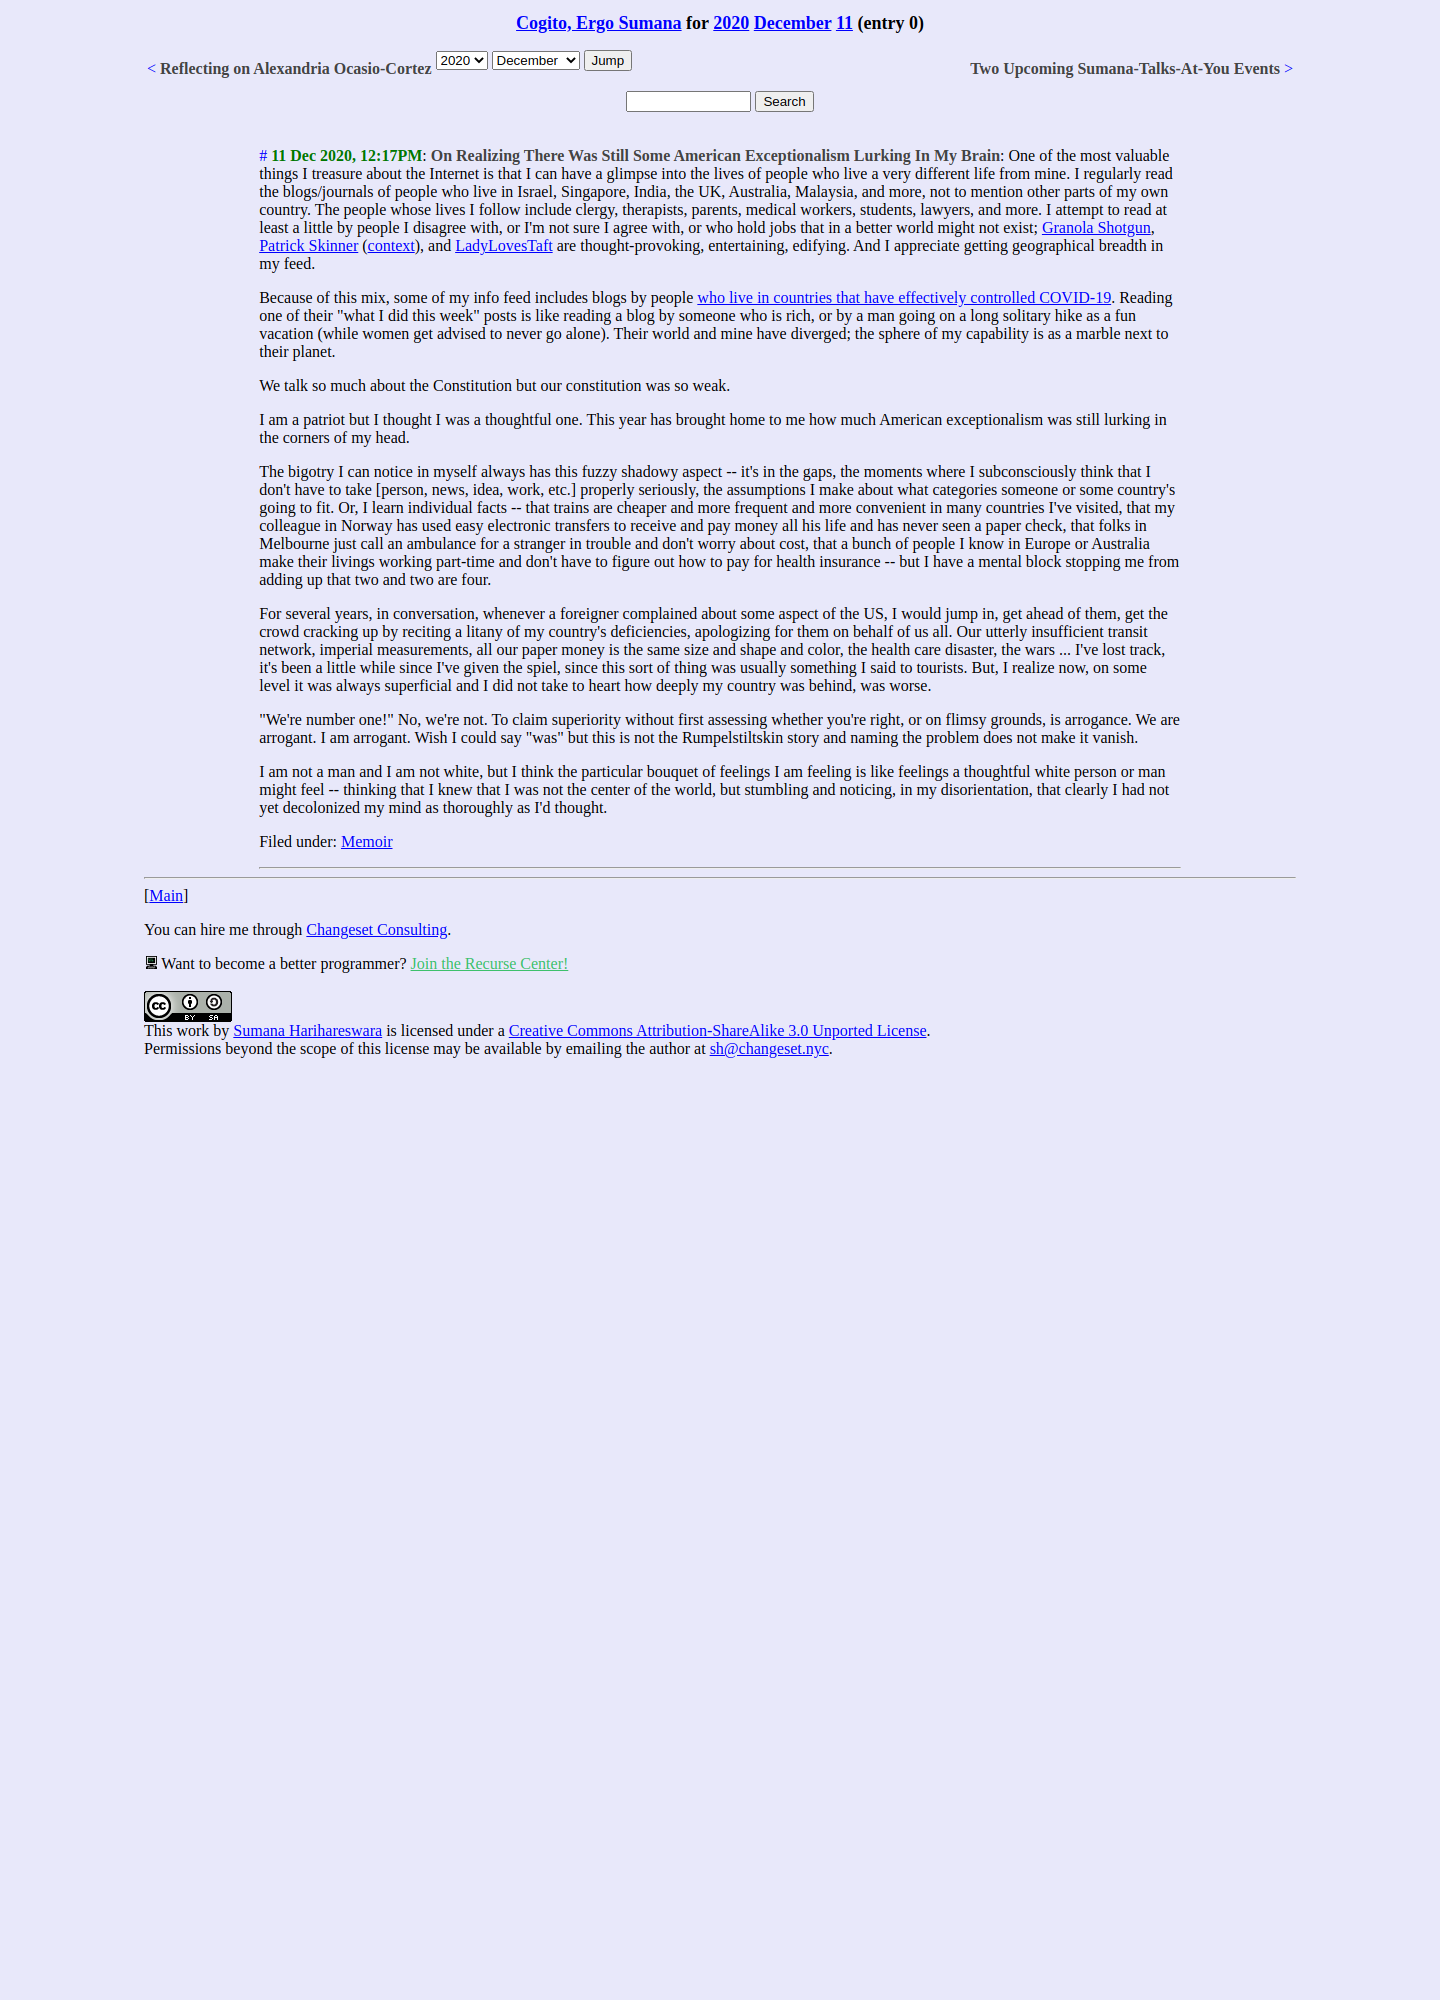 Cogito, Ergo Sumana for 2020 December 11 (entry 0)
< Reflecting on Alexandria Ocasio-Cortez 2020 December Jump Two Upcoming Sumana-Talks-At-You Events >
Search
# 11 Dec 2020, 12:17PM: On Realizing There Was Still Some American Exceptionalism Lurking In My Brain: One of the most valuable
things I treasure about the Internet is that I can have a glimpse into the lives of people who live a very different life from mine. I regularly read
the blogs/journals of people who live in Israel, Singapore, India, the UK, Australia, Malaysia, and more, not to mention other parts of my own
country. The people whose lives I follow include clergy, therapists, parents, medical workers, students, lawyers, and more. I attempt to read at
least a little by people I disagree with, or I'm not sure I agree with, or who hold jobs that in a better world might not exist; Granola Shotgun,
Patrick Skinner (context), and LadyLovesTaft are thought-provoking, entertaining, edifying. And I appreciate getting geographical breadth in
my feed.
Because of this mix, some of my info feed includes blogs by people who live in countries that have effectively controlled COVID-19. Reading
one of their "what I did this week" posts is like reading a blog by someone who is rich, or by a man going on a long solitary hike as a fun
vacation (while women get advised to never go alone). Their world and mine have diverged; the sphere of my capability is as a marble next to
their planet.
We talk so much about the Constitution but our constitution was so weak.
I am a patriot but I thought I was a thoughtful one. This year has brought home to me how much American exceptionalism was still lurking in
the corners of my head.
The bigotry I can notice in myself always has this fuzzy shadowy aspect -- it's in the gaps, the moments where I subconsciously think that I
don't have to take [person, news, idea, work, etc.] properly seriously, the assumptions I make about what categories someone or some country's
going to fit. Or, I learn individual facts -- that trains are cheaper and more frequent and more convenient in many countries I've visited, that my
colleague in Norway has used easy electronic transfers to receive and pay money all his life and has never seen a paper check, that folks in
Melbourne just call an ambulance for a stranger in trouble and don't worry about cost, that a bunch of people I know in Europe or Australia
make their livings working part-time and don't have to figure out how to pay for health insurance -- but I have a mental block stopping me from
adding up that two and two are four.
For several years, in conversation, whenever a foreigner complained about some aspect of the US, I would jump in, get ahead of them, get the
crowd cracking up by reciting a litany of my country's deficiencies, apologizing for them on behalf of us all. Our utterly insufficient transit
network, imperial measurements, all our paper money is the same size and shape and color, the health care disaster, the wars ... I've lost track,
it's been a little while since I've given the spiel, since this sort of thing was usually something I said to tourists. But, I realize now, on some
level it was always superficial and I did not take to heart how deeply my country was behind, was worse.
"We're number one!" No, we're not. To claim superiority without first assessing whether you're right, or on flimsy grounds, is arrogance. We are
arrogant. I am arrogant. Wish I could say "was" but this is not the Rumpelstiltskin story and naming the problem does not make it vanish.
I am not a man and I am not white, but I think the particular bouquet of feelings I am feeling is like feelings a thoughtful white person or man
might feel -- thinking that I knew that I was not the center of the world, but stumbling and noticing, in my disorientation, that clearly I had not
yet decolonized my mind as thoroughly as I'd thought.
Filed under: Memoir
[Main]
You can hire me through Changeset Consulting.
Want to become a better programmer? Join the Recurse Center!
CC BY SA
This work by Sumana Harihareswara is licensed under a Creative Commons Attribution-ShareAlike 3.0 Unported License.
Permissions beyond the scope of this license may be available by emailing the author at sh@changeset.nyc.